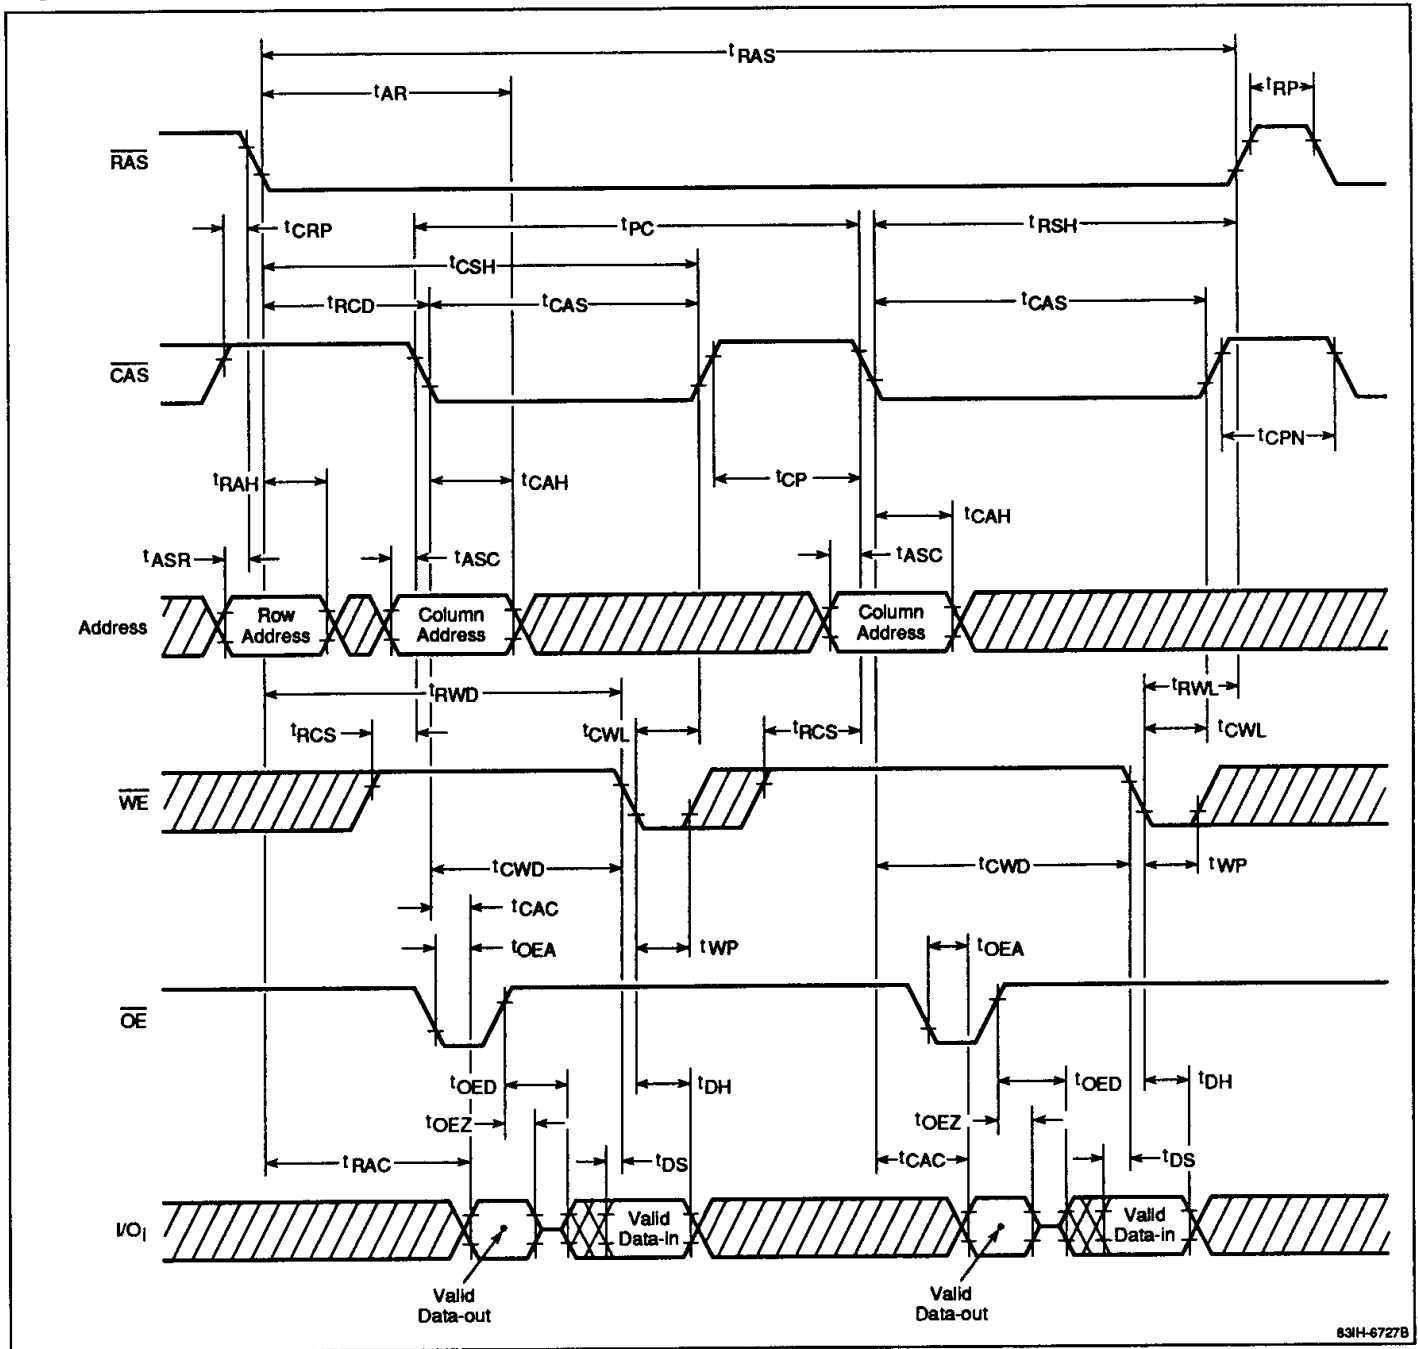 tRAS
tAR
tRP
RAS
tCRP
tPC
tRSH
tCSH
tRCD
tCAS
tCAS
CAS
tCPN
tRAH
tCAH
tCP
tCAH
tASR
tASC
tASC
Address
Row
Address
Column
Address
Column
Address
tRWD
tRWL
tRCS
tCWL
tRCS
tCWL
WE
tCWD
tCWD
tWP
tCAC
tOEA
tWP
tOEA
OE
tOED
tDH
tOED
tDH
tOEZ
tOEZ
tRAC
tDS
tCAC
tDS
I/Oi
Valid
Data-in
Valid
Data-in
Valid
Data-out
Valid
Data-out
83IH-6727B